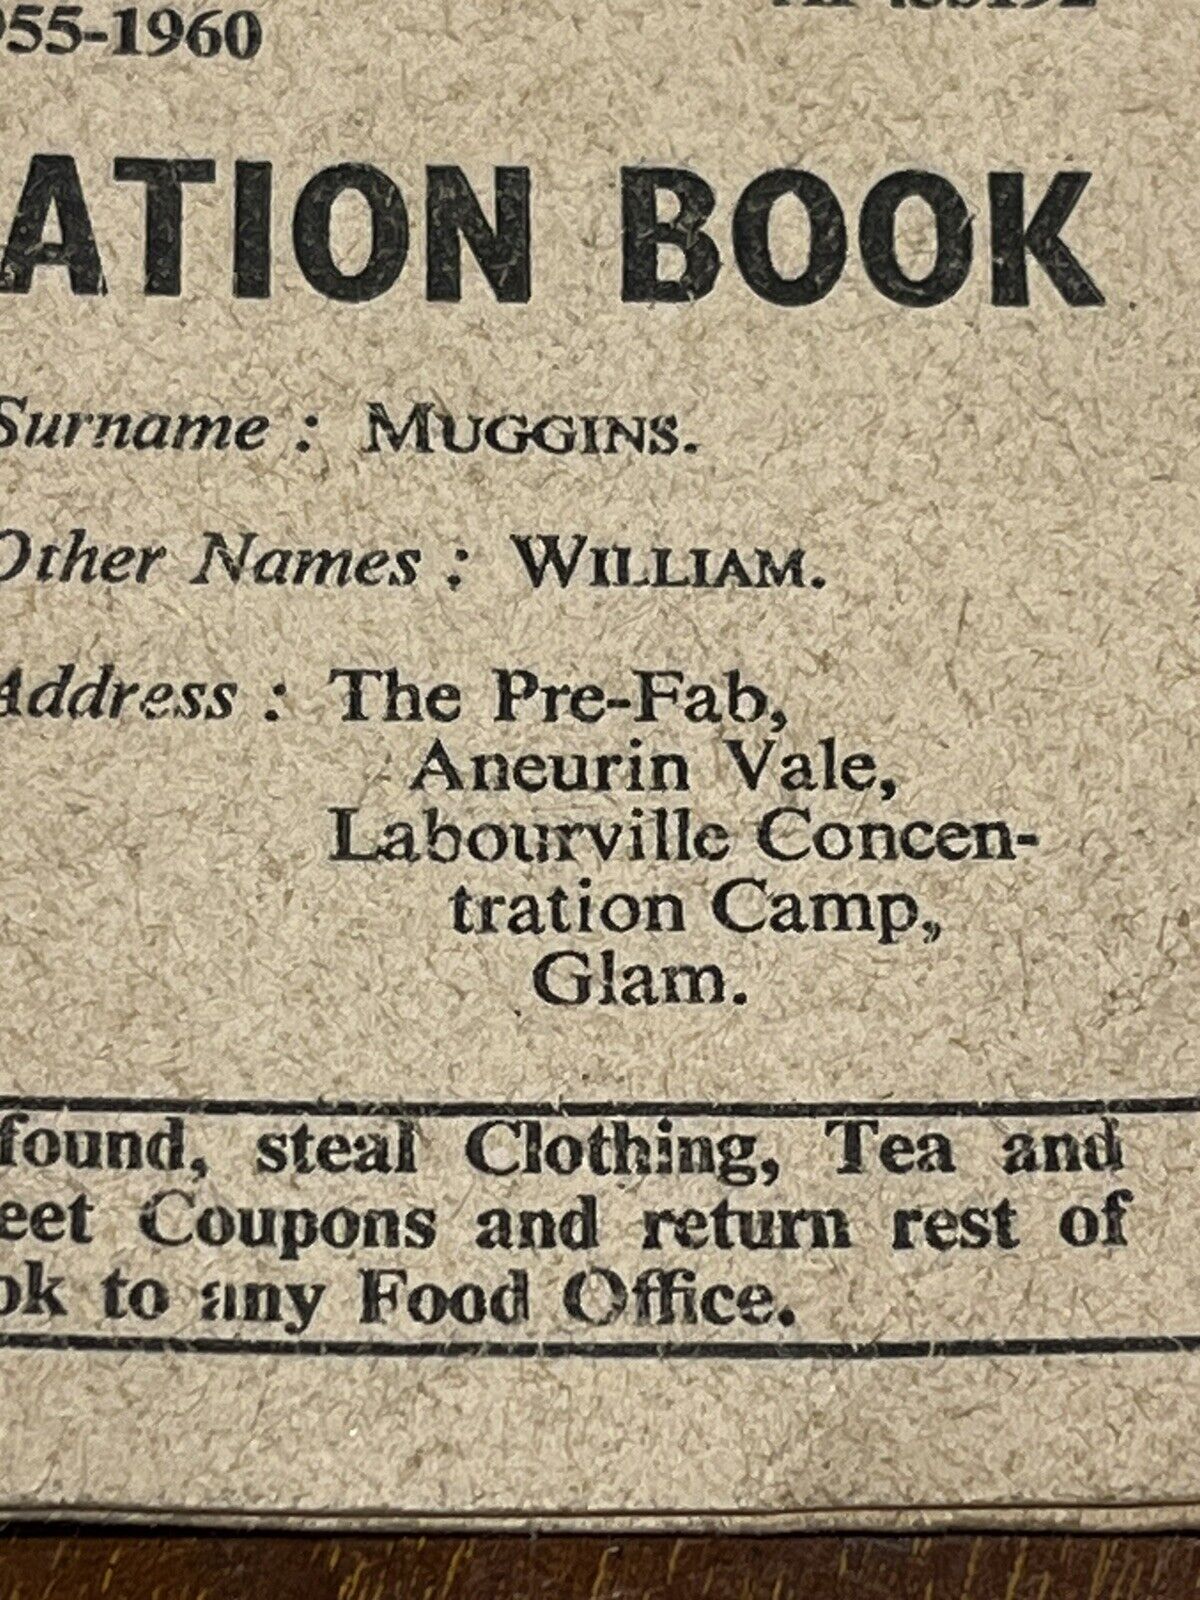 955-1960
ATION BOOK
Surname : MUGGINS.
Other Names : WILLIAM.
Address : The Pre-Fab,
Aneurin Vale,
Labourville Concen-
tration Camp,
Glam.
found, steal Clothing, Tea and
eet Coupons and return rest of
ok to any Food Office.